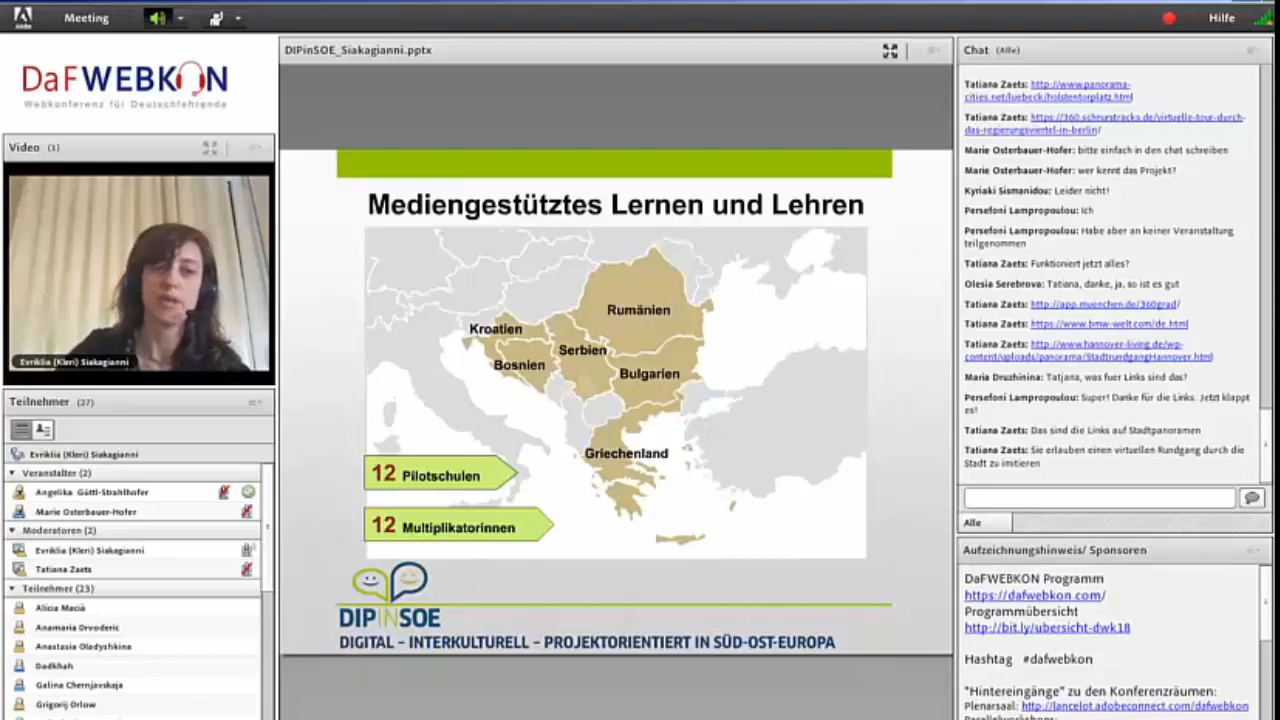 Adobe
Meeting
Hilfe
DaFWEBKON
Webkonferenz für Deutschlehrende
Video (1)
Evriklia (Kleri) Siakagianni
Teilnehmer (27)
Evriklia (Kleri) Siakagianni
Veranstalter (2)
Angelika Güttl-Strahlhofer
Marie Osterbauer-Hofer
Moderatoren (2)
Evriklia (Kleri) Siakagianni
Tatiana Zaets
Teilnehmer (23)
Alicia Macià
Anamaria Drvoderic
Anastasia Oladyshkina
Dadkhah
Galina Chernjavskaja
Grigorij Orlow
DIPinSOE_Siakagianni.pptx
Mediengestütztes Lernen und Lehren
Rumänien
Kroatien
Serbien
Bosnien
Bulgarien
Griechenland
12 Pilotschulen
12 Multiplikatorinnen
DIPINSOE
DIGITAL – INTERKULTURELL – PROJEKTORIENTIERT IN SÜD-OST-EUROPA
Chat (Alle)
Tatiana Zaets: http://www.panorama-
cities.net/luebeck/holstentorplatz.html
Tatiana Zaets: https://360.schnurstracks.de/virtuelle-tour-durch-
das-regierungsviertel-in-berlin/
Marie Osterbauer-Hofer: bitte einfach in den chat schreiben
Marie Osterbauer-Hofer: wer kennt das Projekt?
Kyriaki Sismanidou: Leider nicht!
Persefoni Lampropoulou: Ich
Persefoni Lampropoulou: Habe aber an keiner Veranstaltung
teilgenommen
Tatiana Zaets: Funktioniert jetzt alles?
Olesia Serebrova: Tatiana, danke, ja, so ist es gut
Tatiana Zaets: http://app.muenchen.de/360grad/
Tatiana Zaets: https://www.bmw-welt.com/de.html
Tatiana Zaets: http://www.hannover-living.de/wp-
content/uploads/panorama/StadtrundgangHannover.html
Maria Druzhinina: Tatjana, was fuer Links sind das?
Persefoni Lampropoulou: Super! Danke für die Links. Jetzt klappt
es!
Tatiana Zaets: Das sind die Links auf Stadtpanoramen
Tatiana Zaets: Sie erlauben einen virtuellen Rundgang durch die
Stadt zu imitieren
Alle
Aufzeichnungshinweis/ Sponsoren
DaFWEBKON Programm
https://dafwebkon.com/
Programmübersicht
http://bit.ly/ubersicht-dwk18
Hashtag #dafwebkon
"Hintereingänge" zu den Konferenzräumen:
Plenarsaal: http://lancelot.adobeconnect.com/dafwebkon